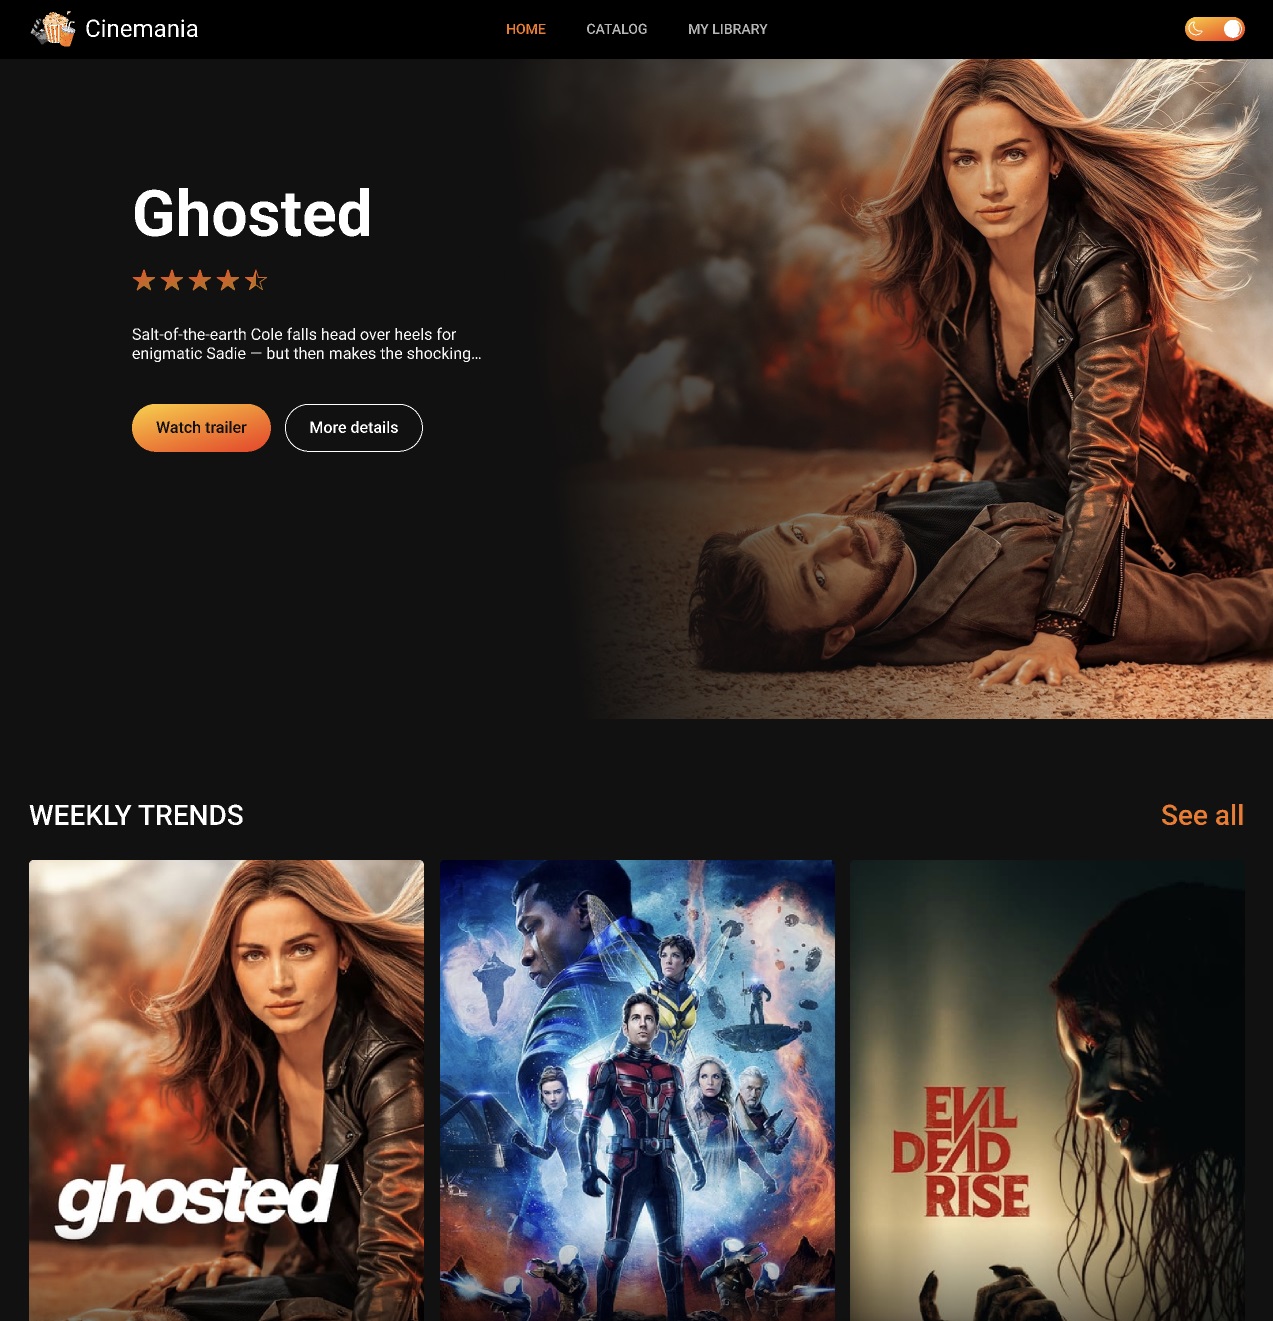 Cinemania
HOME
CATALOG
MY LIBRARY
Ghosted
Salt-of-the-earth Cole falls head over heels for
enigmatic Sadie — but then makes the shocking...
Watch trailer
More details
WEEKLY TRENDS
See all
ghosted
EVIL
DEAD
RISE